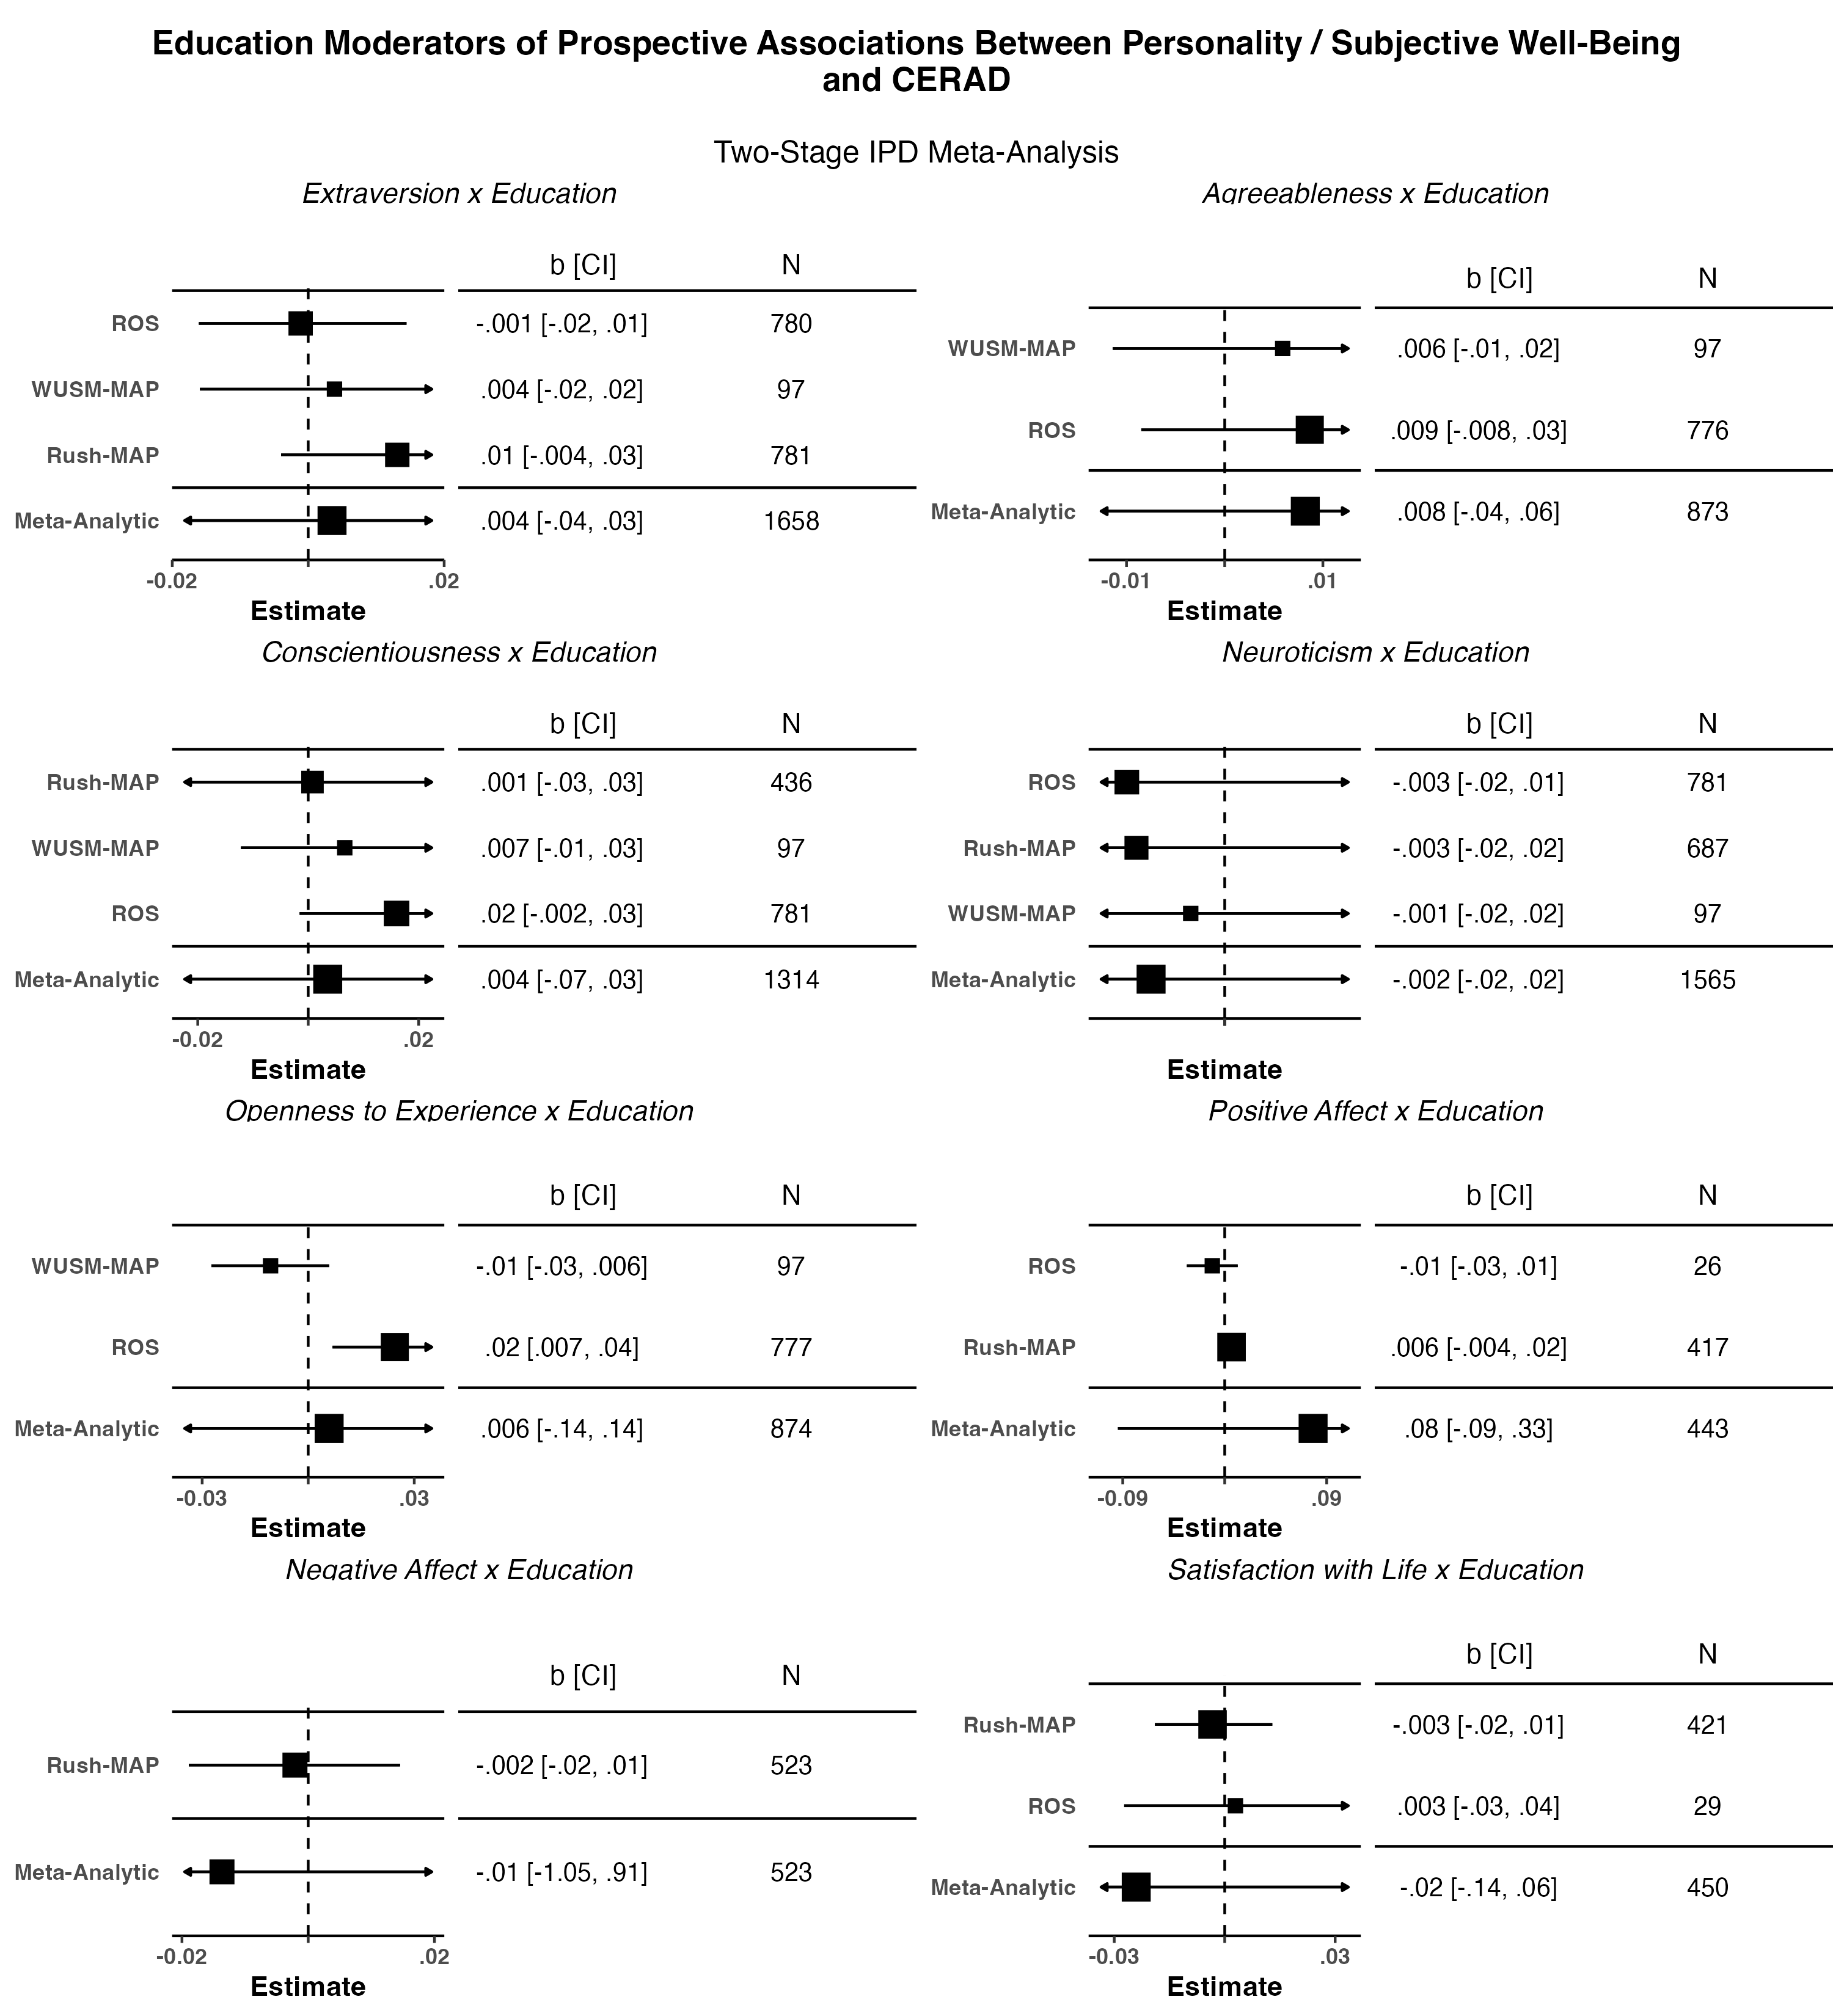 Education Moderators of Prospective Associations Between Personality / Subjective Well-Being
and CERAD
Two-Stage IPD Meta-Analysis
Extraversion x Education
b [CI] N
ROS -.001 [-.02, .01] 780
WUSM-MAP .004 [-.02, .02] 97
Rush-MAP .01 [-.004, .03] 781
Meta-Analytic .004 [-.04, .03] 1658
-0.02 .02
Estimate
Agreeableness x Education
b [CI] N
WUSM-MAP .006 [-.01, .02] 97
ROS .009 [-.008, .03] 776
Meta-Analytic .008 [-.04, .06] 873
-0.01 .01
Estimate
Conscientiousness x Education
b [CI] N
Rush-MAP .001 [-.03, .03] 436
WUSM-MAP .007 [-.01, .03] 97
ROS .02 [-.002, .03] 781
Meta-Analytic .004 [-.07, .03] 1314
-0.02 .02
Estimate
Neuroticism x Education
b [CI] N
ROS -.003 [-.02, .01] 781
Rush-MAP -.003 [-.02, .02] 687
WUSM-MAP -.001 [-.02, .02] 97
Meta-Analytic -.002 [-.02, .02] 1565
Estimate
Openness to Experience x Education
b [CI] N
WUSM-MAP -.01 [-.03, .006] 97
ROS .02 [.007, .04] 777
Meta-Analytic .006 [-.14, .14] 874
-0.03 .03
Estimate
Positive Affect x Education
b [CI] N
ROS -.01 [-.03, .01] 26
Rush-MAP .006 [-.004, .02] 417
Meta-Analytic .08 [-.09, .33] 443
-0.09 .09
Estimate
Negative Affect x Education
b [CI] N
Rush-MAP -.002 [-.02, .01] 523
Meta-Analytic -.01 [-1.05, .91] 523
-0.02 .02
Estimate
Satisfaction with Life x Education
b [CI] N
Rush-MAP -.003 [-.02, .01] 421
ROS .003 [-.03, .04] 29
Meta-Analytic -.02 [-.14, .06] 450
-0.03 .03
Estimate